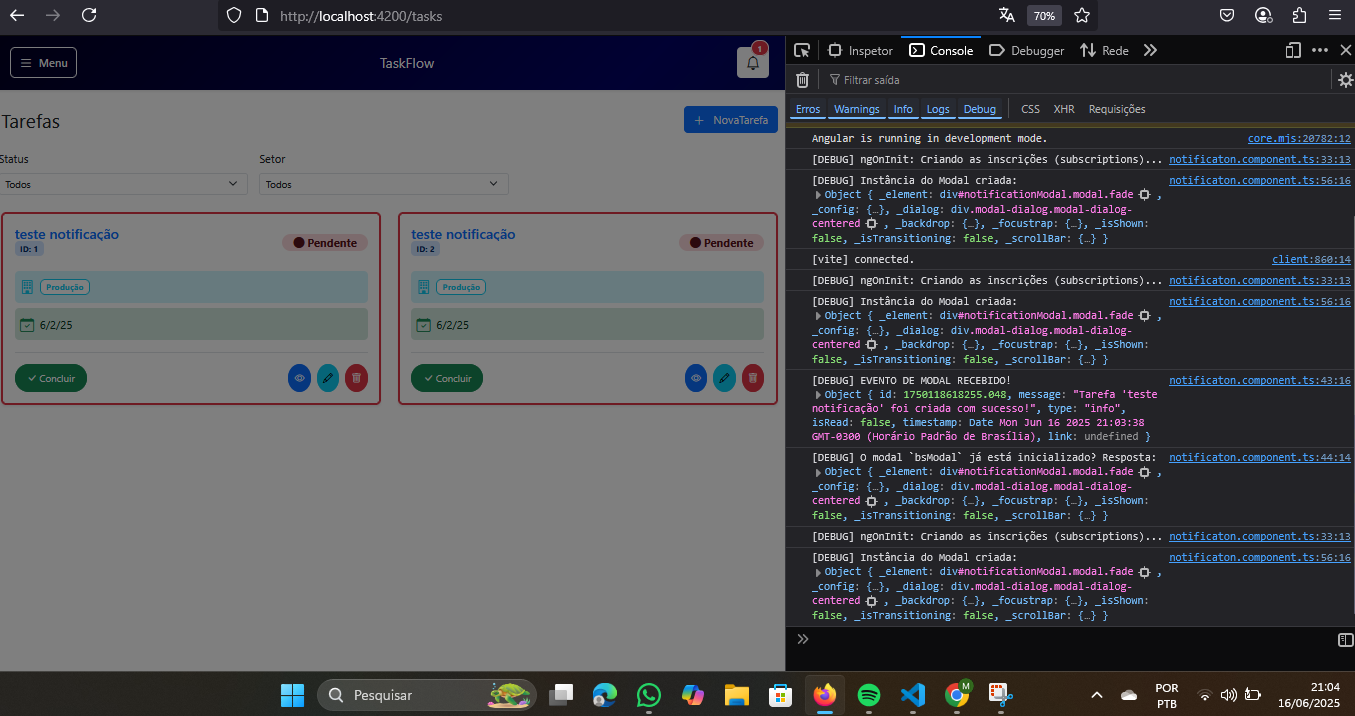 http://localhost:4200/tasks
70%
Menu
TaskFlow
1
Tarefas
NovaTarefa
Status
Setor
Todos
Todos
teste notificação
ID: 1
Pendente
Produção
6/2/25
Concluir
teste notificação
ID: 2
Pendente
Produção
6/2/25
Concluir
Inspetor
Console
Debugger
Rede
Filtrar saída
Erros
Warnings
Info
Logs
Debug
CSS
XHR
Requisições
Angular is running in development mode. core.mjs:20782:12
[DEBUG] ngOnInit: Criando as inscrições (subscriptions)... notificaton.component.ts:33:13
[DEBUG] Instância do Modal criada: notificaton.component.ts:56:16
Object { _element: div#notificationModal.modal.fade ,
_config: {…}, _dialog: div.modal-dialog.modal-dialog-
centered , _backdrop: {…}, _focustrap: {…}, _isShown:
false, _isTransitioning: false, _scrollBar: {…} }
[vite] connected. client:860:14
[DEBUG] ngOnInit: Criando as inscrições (subscriptions)... notificaton.component.ts:33:13
[DEBUG] Instância do Modal criada: notificaton.component.ts:56:16
Object { _element: div#notificationModal.modal.fade ,
_config: {…}, _dialog: div.modal-dialog.modal-dialog-
centered , _backdrop: {…}, _focustrap: {…}, _isShown:
false, _isTransitioning: false, _scrollBar: {…} }
[DEBUG] EVENTO DE MODAL RECEBIDO! notificaton.component.ts:43:16
Object { id: 1750118618255.048, message: "Tarefa 'teste
notificação' foi criada com sucesso!", type: "info",
isRead: false, timestamp: Date Mon Jun 16 2025 21:03:38
GMT-0300 (Horário Padrão de Brasília), link: undefined }
[DEBUG] O modal `bsModal` já está inicializado? Resposta: notificaton.component.ts:44:14
Object { _element: div#notificationModal.modal.fade ,
_config: {…}, _dialog: div.modal-dialog.modal-dialog-
centered , _backdrop: {…}, _focustrap: {…}, _isShown:
false, _isTransitioning: false, _scrollBar: {…} }
[DEBUG] ngOnInit: Criando as inscrições (subscriptions)... notificaton.component.ts:33:13
[DEBUG] Instância do Modal criada: notificaton.component.ts:56:16
Object { _element: div#notificationModal.modal.fade ,
_config: {…}, _dialog: div.modal-dialog.modal-dialog-
centered , _backdrop: {…}, _focustrap: {…}, _isShown:
false, _isTransitioning: false, _scrollBar: {…} }
Pesquisar
M
POR
PTB
21:04
16/06/2025